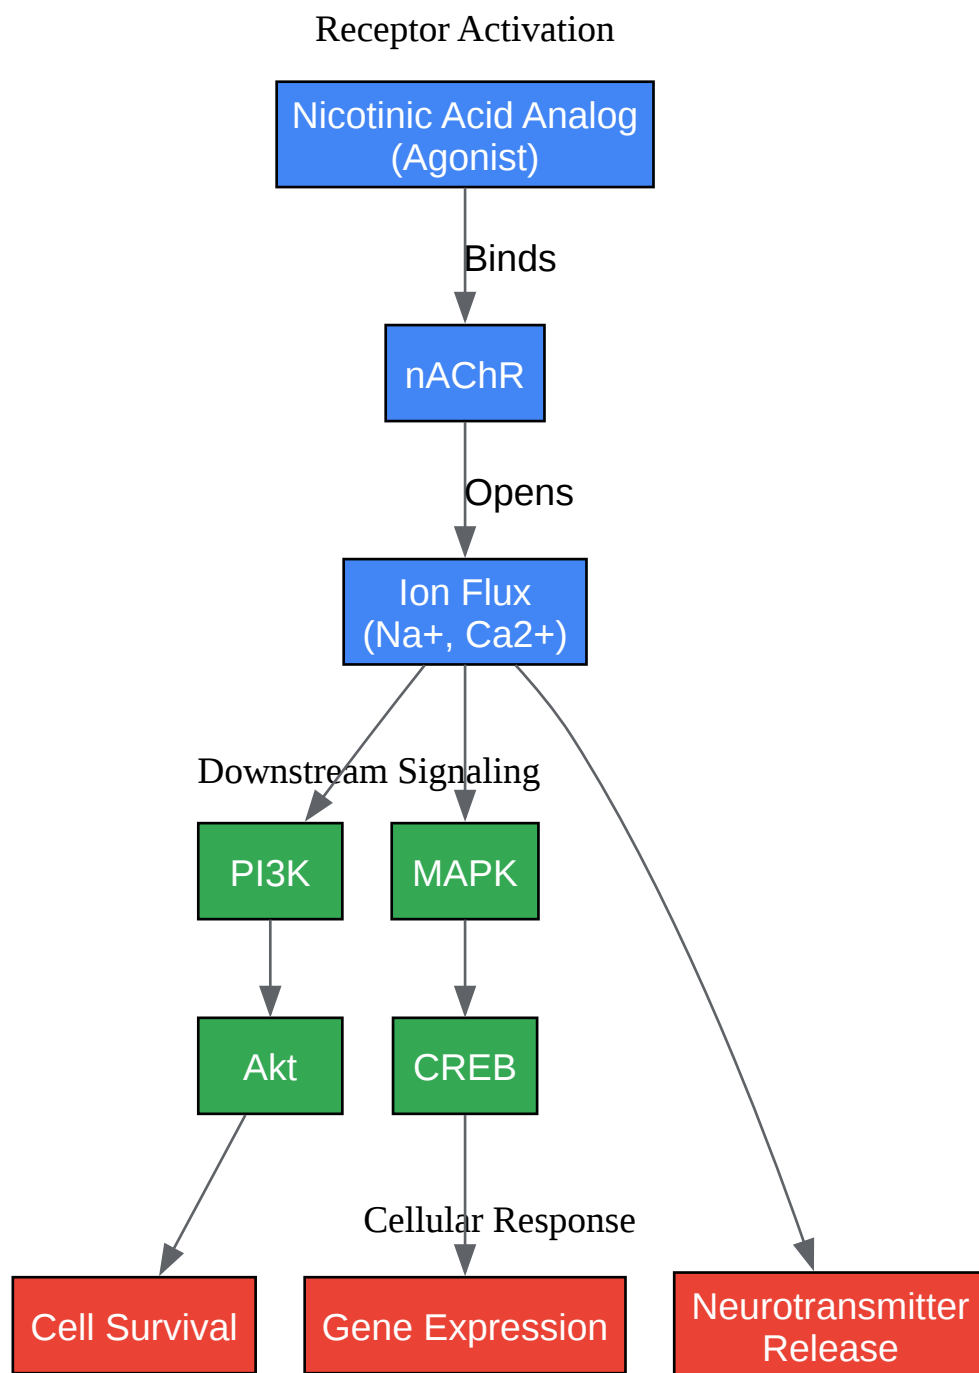 Receptor Activation
Nicotinic Acid Analog
(Agonist)
Binds
nAChR
Opens
Ion Flux
(Na+, Ca2+)
Downstream Signaling
PI3K
MAPK
Akt
CREB
Cellular Response
Cell Survival
Gene Expression
Neurotransmitter
Release